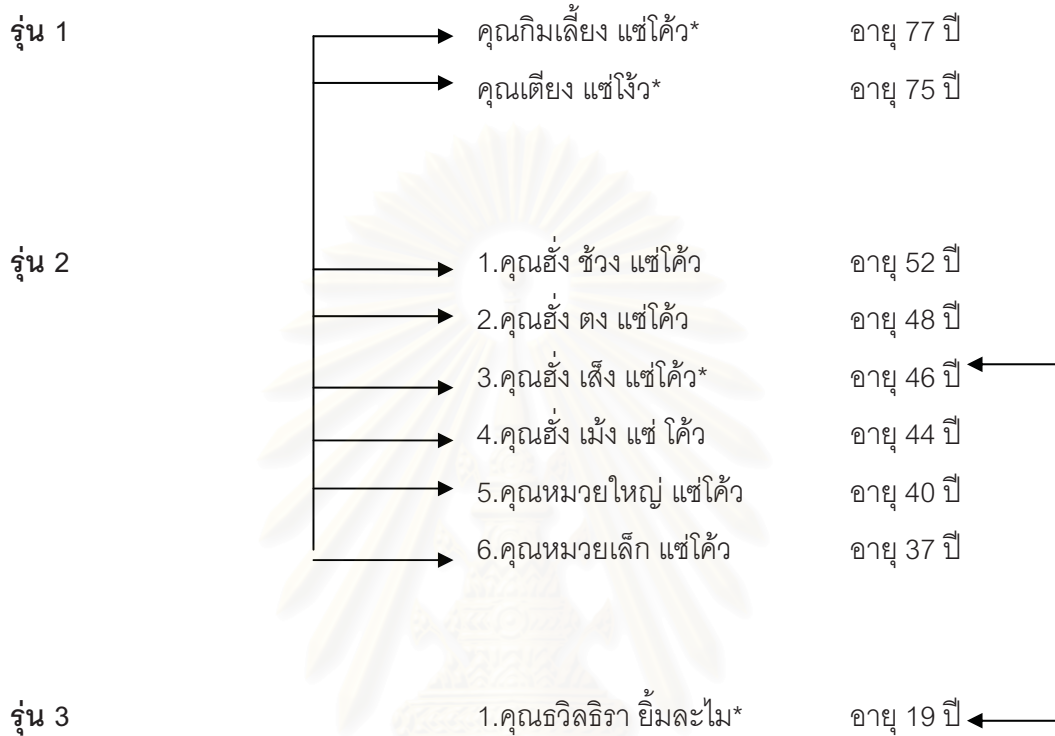 รุ่น 1 คุณกิมเลี้ยง แซ่โค้ว* อายุ 77 ปี
คุณเตียง แซ่โง้ว* อายุ 75 ปี
รุ่น 2 1.คุณฮั่ง ช้วง แซ่โค้ว อายุ 52 ปี
2.คุณฮั่ง ตง แซ่โค้ว อายุ 48 ปี
3.คุณฮั่ง เส็ง แซ่โค้ว* อายุ 46 ปี
4.คุณฮั่ง เม้ง แซ่ โค้ว อายุ 44 ปี
5.คุณหมวยใหญ่ แซ่โค้ว อายุ 40 ปี
6.คุณหมวยเล็ก แซ่โค้ว อายุ 37 ปี
รุ่น 3 1.คุณธวิลธิรา ยิ้มละไม* อายุ 19 ปี